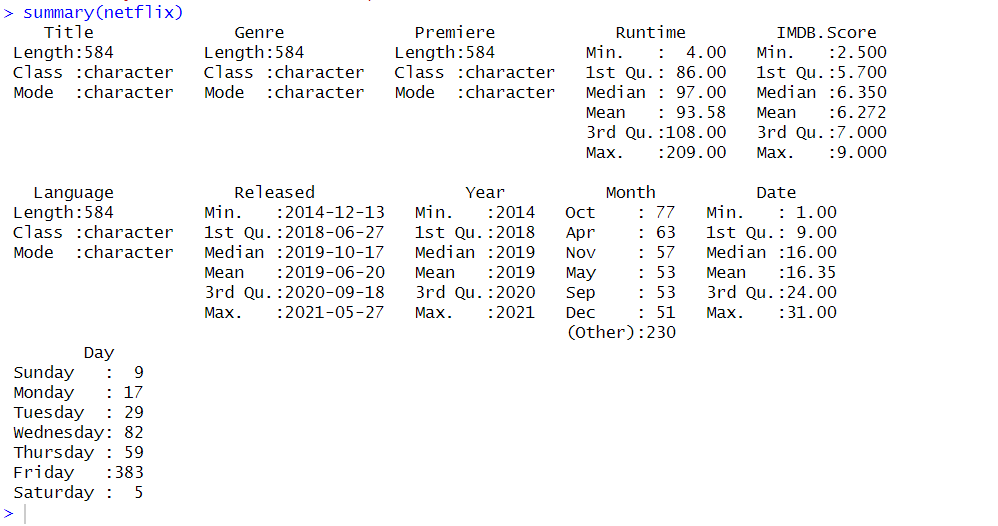 > summary(netflix)
    Title              Genre             Premiere            Runtime         IMDB.Score
 Length:584         Length:584         Length:584         Min.   :  4.00   Min.   :2.500
 Class :character   Class :character   Class :character   1st Qu.: 86.00   1st Qu.:5.700
 Mode  :character   Mode  :character   Mode  :character   Median : 97.00   Median :6.350
                                                          Mean   : 93.58   Mean   :6.272
                                                          3rd Qu.:108.00   3rd Qu.:7.000
                                                          Max.   :209.00   Max.   :9.000

   Language            Released               Year          Month          Date
 Length:584         Min.   :2014-12-13   Min.   :2014   Oct    : 77   Min.   : 1.00
 Class :character   1st Qu.:2018-06-27   1st Qu.:2018   Apr    : 63   1st Qu.: 9.00
 Mode  :character   Median :2019-10-17   Median :2019   Nov    : 57   Median :16.00
                    Mean   :2019-06-20   Mean   :2019   May    : 53   Mean   :16.35
                    3rd Qu.:2020-09-18   3rd Qu.:2020   Sep    : 53   3rd Qu.:24.00
                    Max.   :2021-05-27   Max.   :2021   Dec    : 51   Max.   :31.00
                                                        (Other):230
        Day
 Sunday   :  9
 Monday   : 17
 Tuesday  : 29
 Wednesday: 82
 Thursday : 59
 Friday   :383
 Saturday :  5
>